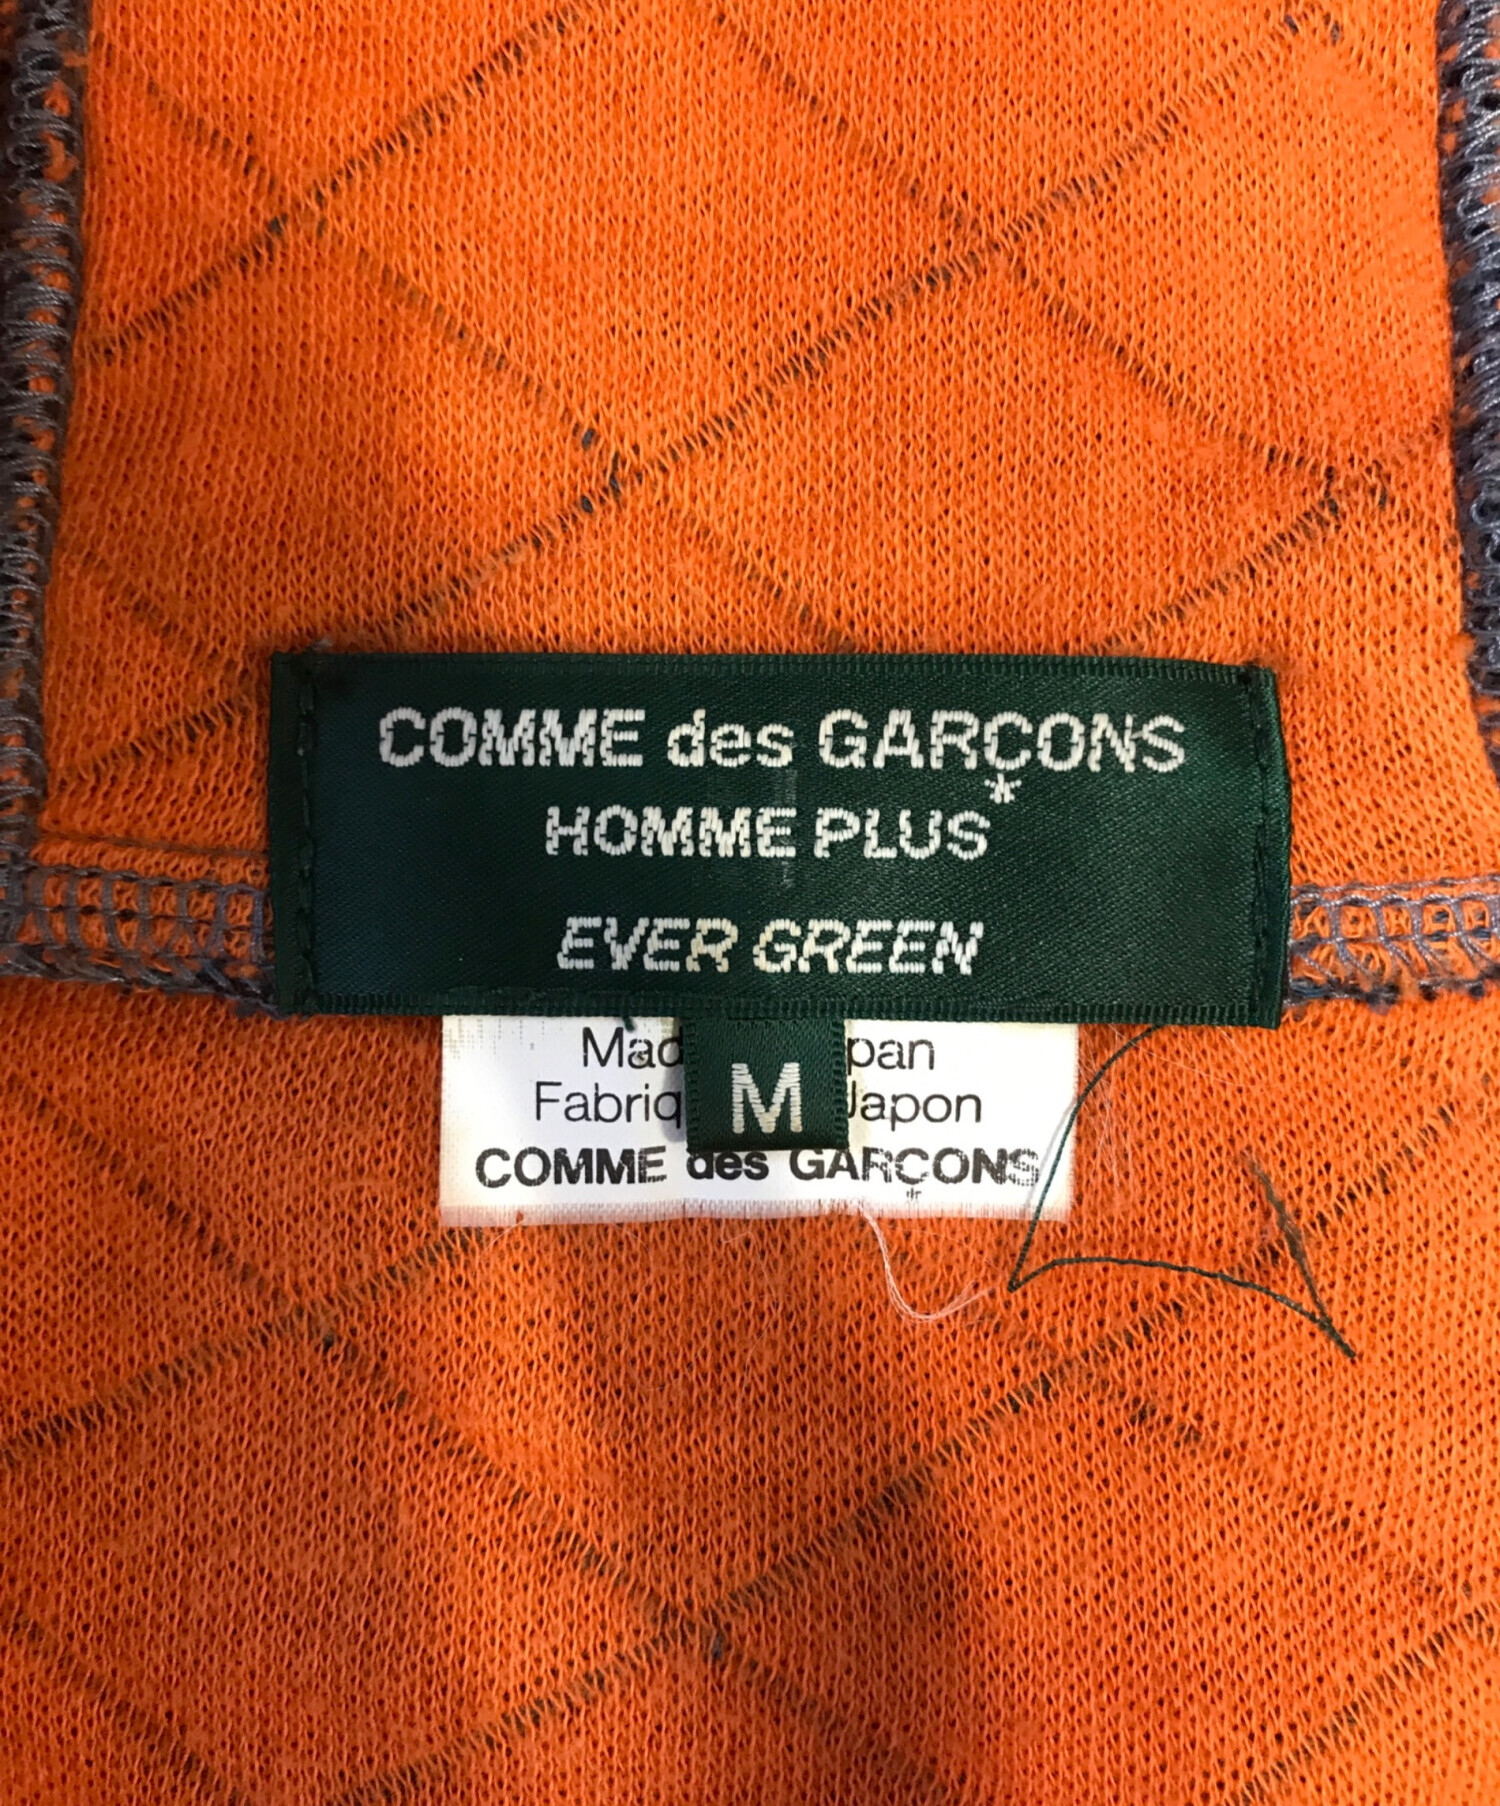 COMME des GARÇONS
HOMME PLUS
EVER GREEN
M
Mad pan
Fabriq Japon
COMME des GARÇONS